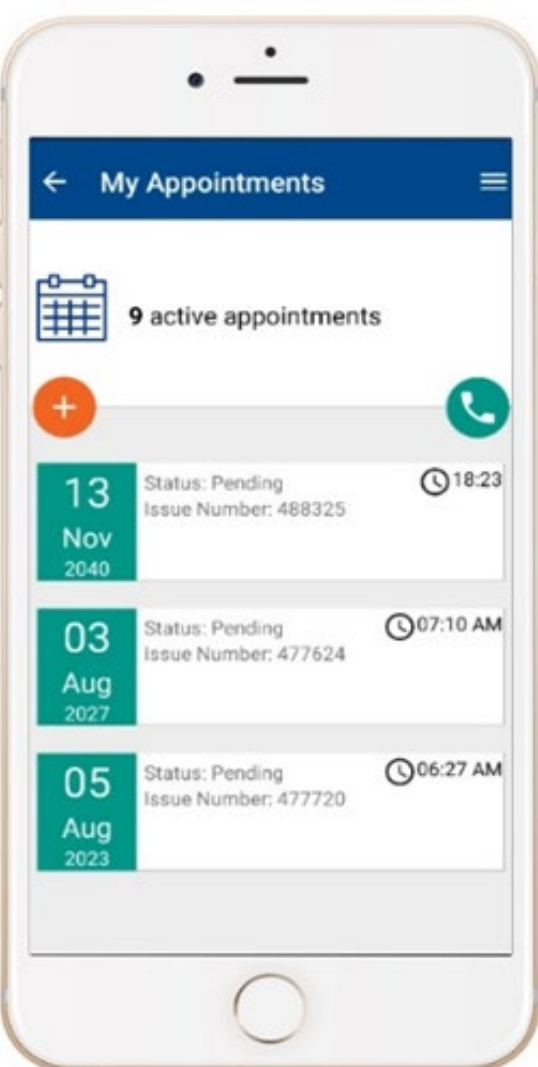 My Appointments
9 active appointments
13
Nov
2040
Status: Pending
Issue Number: 488325
18:23
03
Aug
2027
Status: Pending
Issue Number: 477624
07:10 AM
05
Aug
2023
Status: Pending
Issue Number: 477720
06:27 AM